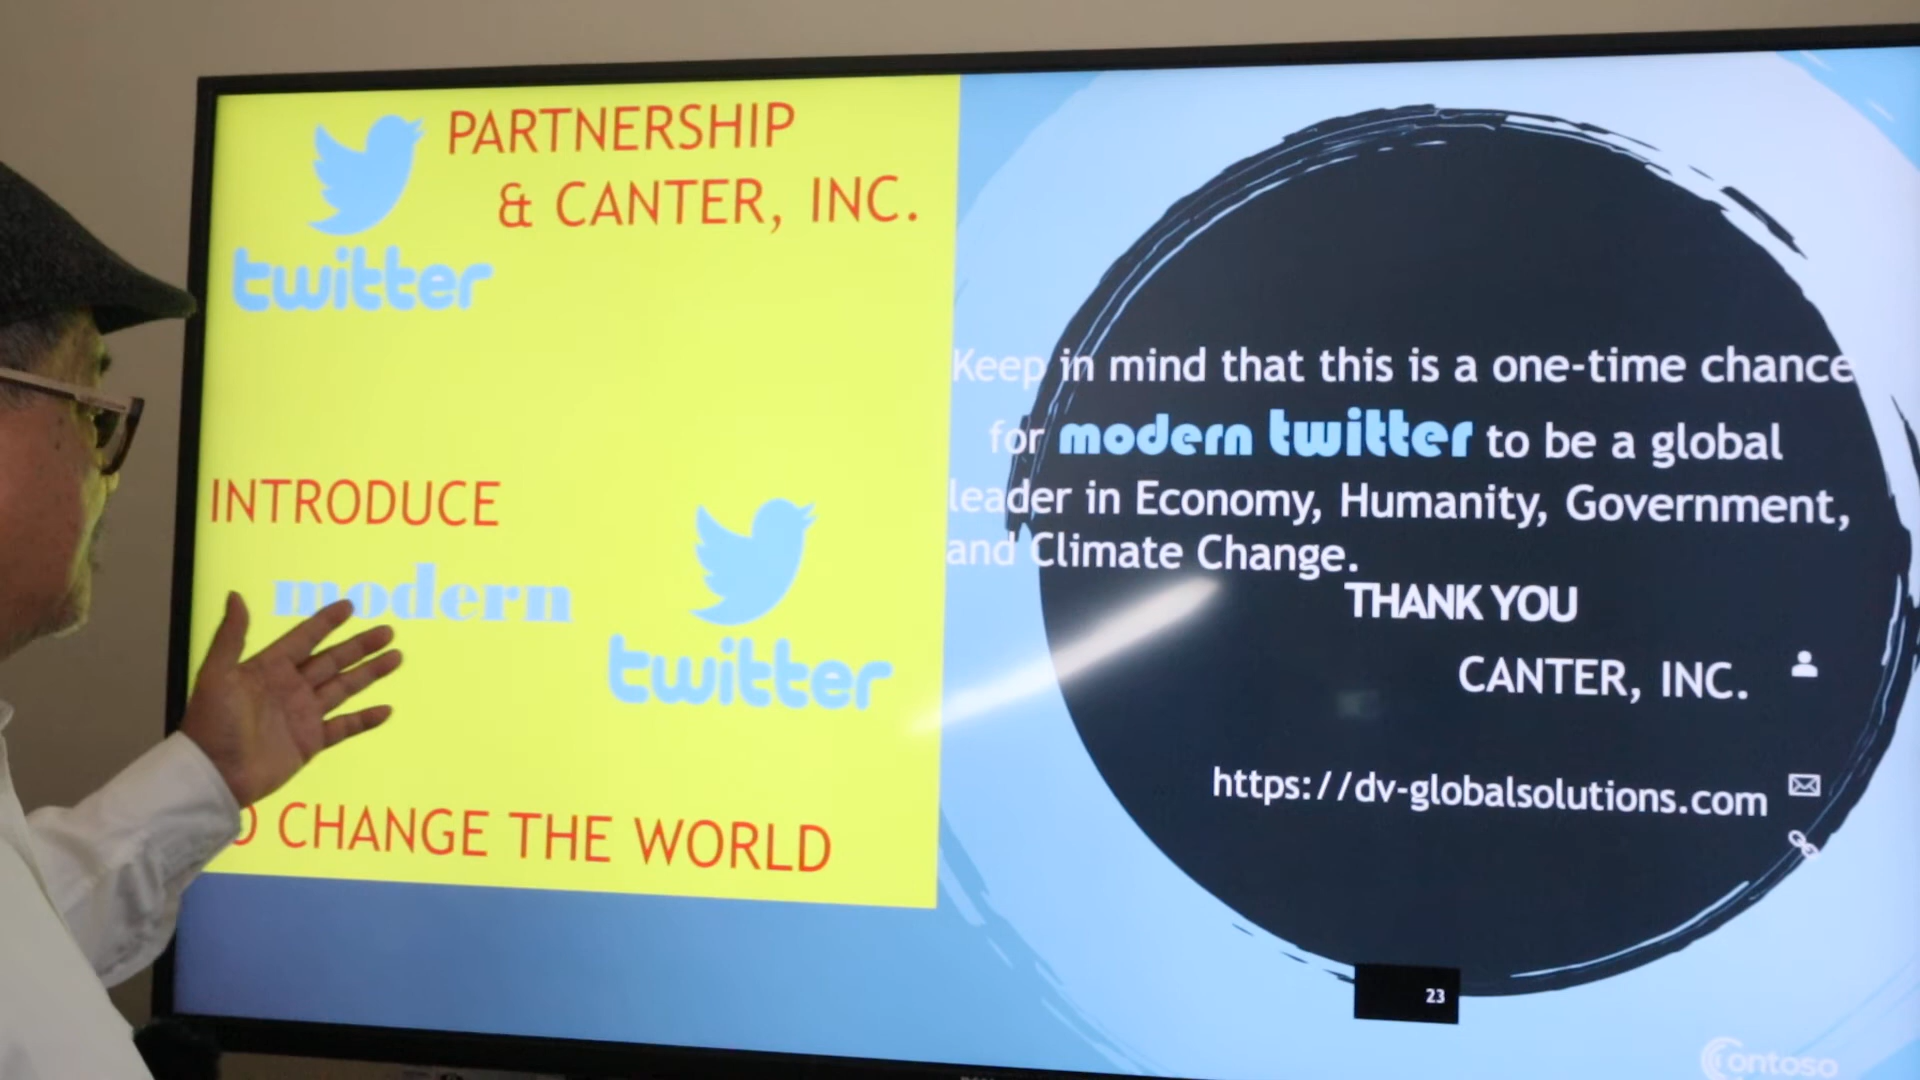 PARTNERSHIP
& CANTER, INC.
twitter
INTRODUCE
modern
twitter
O CHANGE THE WORLD
Keep in mind that this is a one-time chance
for modern twitter to be a global
leader in Economy, Humanity, Government,
and Climate Change.
THANK YOU
CANTER, INC.
https://dv-globalsolutions.com
23
Contoso